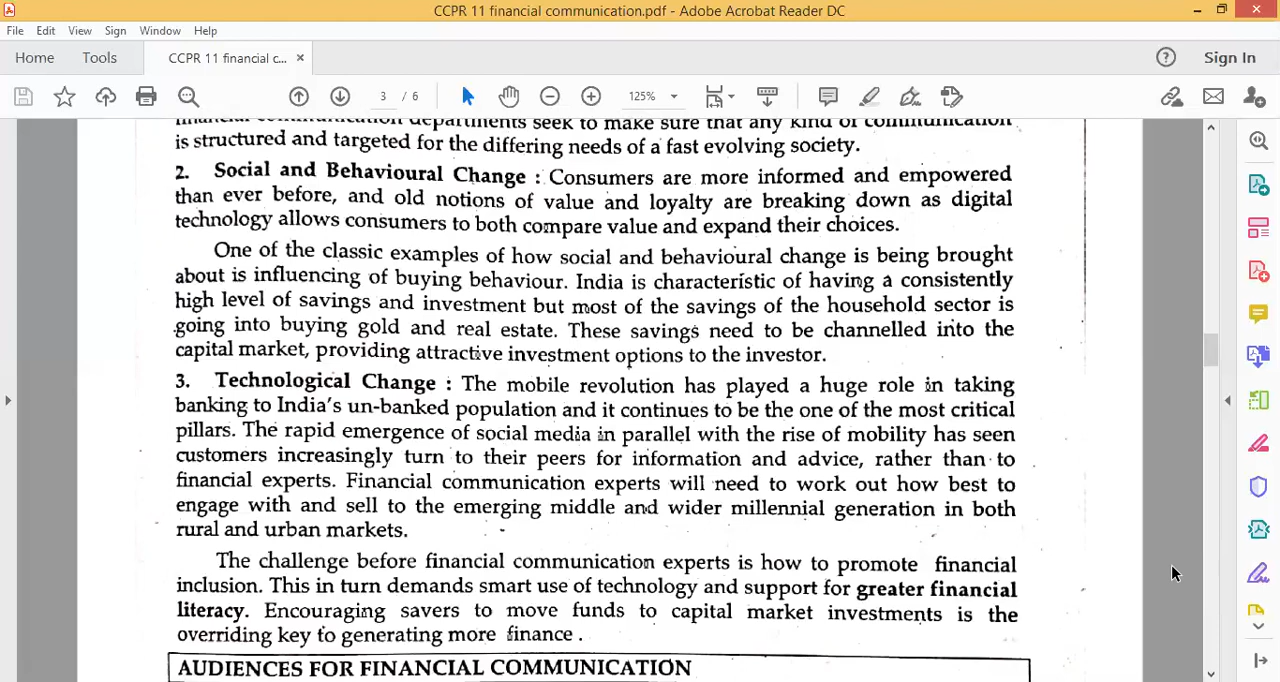 CCPR 11 financial communication.pdf - Adobe Acrobat Reader DC
File Edit View Sign Window Help
Home Tools CCPR 11 financial c... ×
Sign In
3 / 6
125%
financial communication departments seek to make sure that any kind of communication
is structured and targeted for the differing needs of a fast evolving society.
2. Social and Behavioural Change : Consumers are more informed and empowered
than ever before, and old notions of value and loyalty are breaking down as digital
technology allows consumers to both compare value and expand their choices.
One of the classic examples of how social and behavioural change is being brought
about is influencing of buying behaviour. India is characteristic of having a consistently
high level of savings and investment but most of the savings of the household sector is
going into buying gold and real estate. These savings need to be channelled into the
capital market, providing attractive investment options to the investor.
3. Technological Change : The mobile revolution has played a huge role in taking
banking to India's un-banked population and it continues to be the one of the most critical
pillars. The rapid emergence of social media in parallel with the rise of mobility has seen
customers increasingly turn to their peers for information and advice, rather than to
financial experts. Financial communication experts will need to work out how best to
engage with and sell to the emerging middle and wider millennial generation in both
rural and urban markets.
The challenge before financial communication experts is how to promote financial
inclusion. This in turn demands smart use of technology and support for greater financial
literacy. Encouraging savers to move funds to capital market investments is the
overriding key to generating more finance .
AUDIENCES FOR FINANCIAL COMMUNICATION